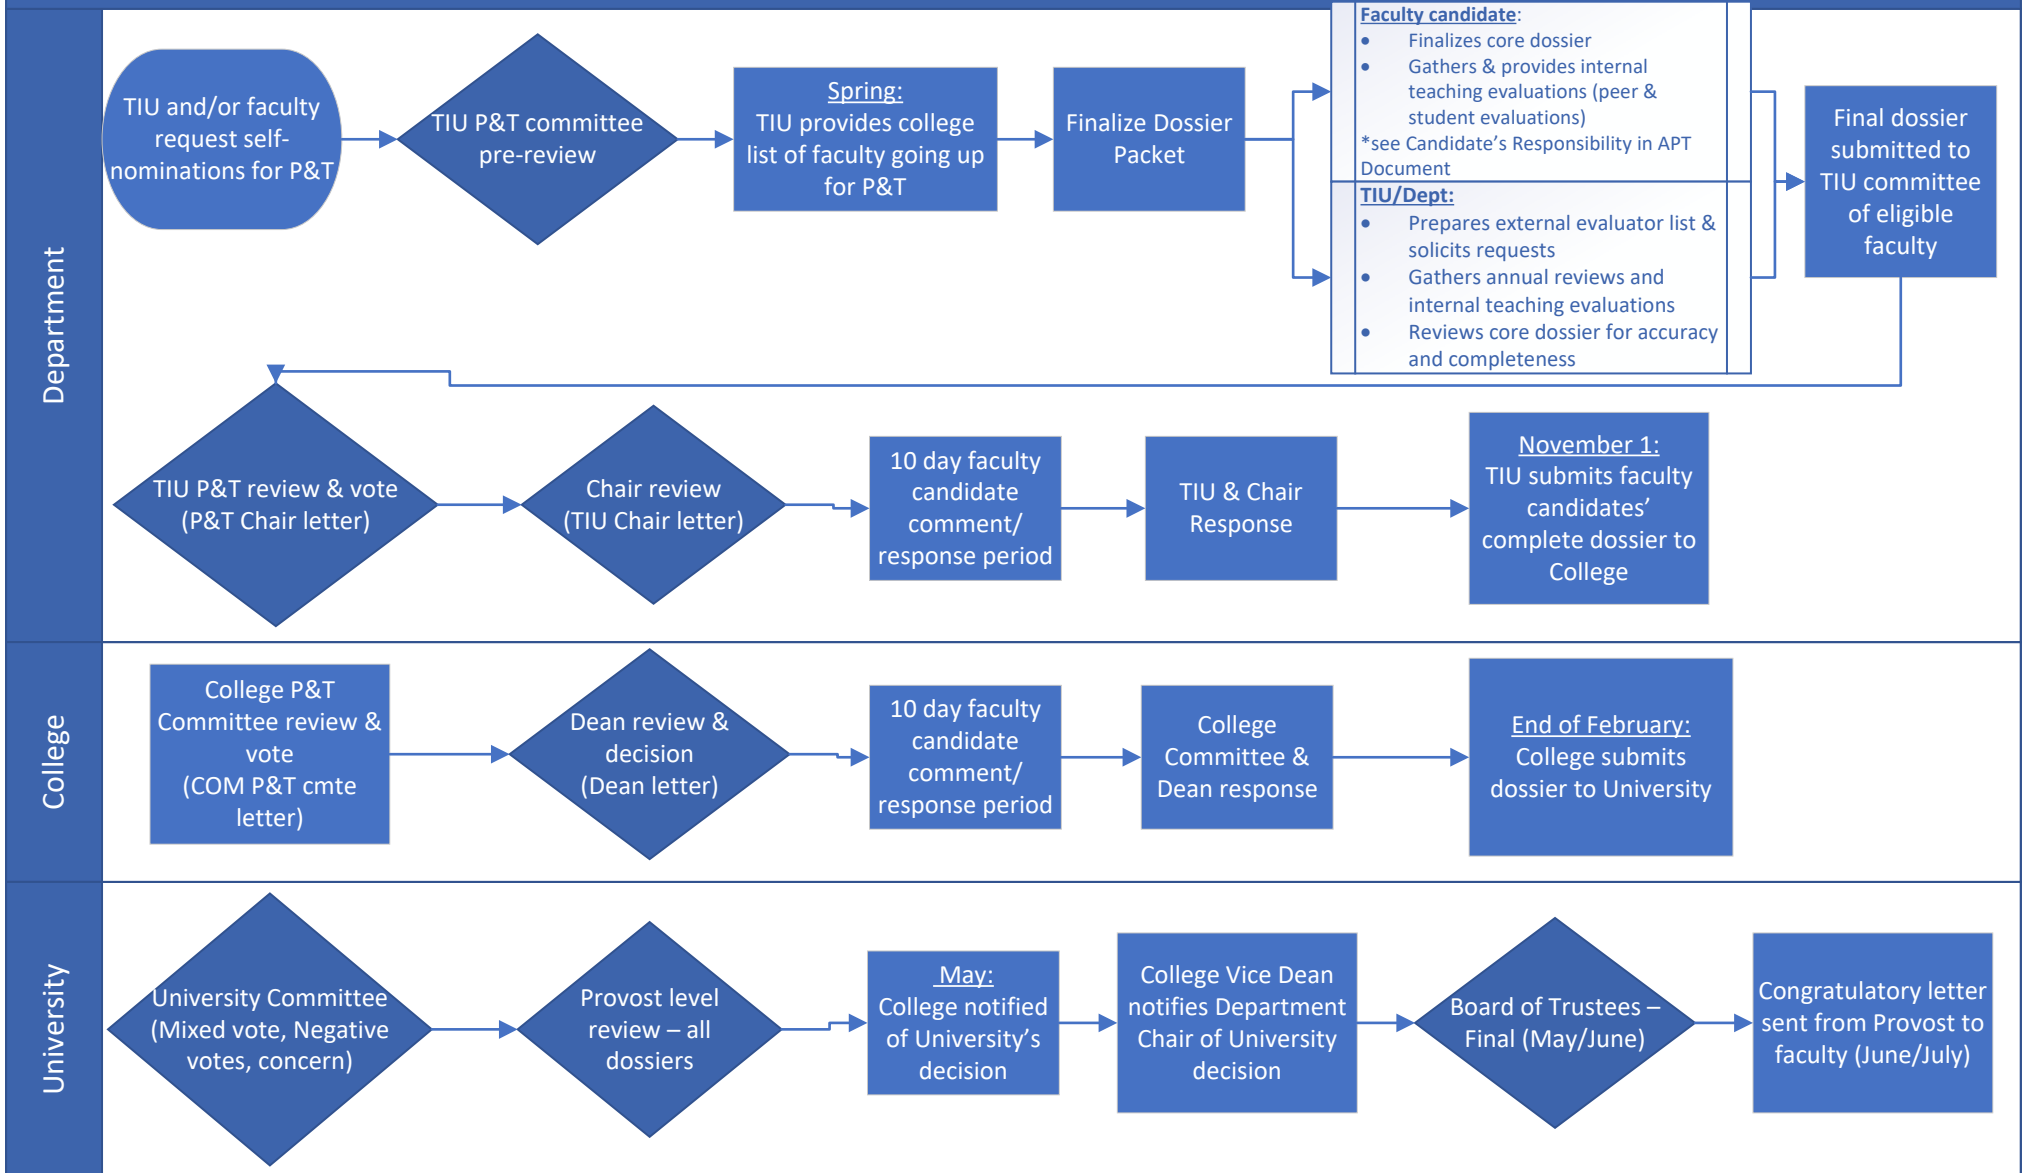 Department
TIU and/or faculty
request self-
nominations for P&T
TIU P&T committee
pre-review
Spring:
TIU provides college
list of faculty going up
for P&T
Finalize Dossier
Packet
Faculty candidate:
• Finalizes core dossier
• Gathers & provides internal
teaching evaluations (peer &
student evaluations)
*see Candidate’s Responsibility in APT
Document
TIU/Dept:
• Prepares external evaluator list &
solicits requests
• Gathers annual reviews and
internal teaching evaluations
• Reviews core dossier for accuracy
and completeness
Final dossier
submitted to
TIU committee
of eligible
faculty
TIU P&T review & vote
(P&T Chair letter)
Chair review
(TIU Chair letter)
10 day faculty
candidate
comment/
response period
TIU & Chair
Response
November 1:
TIU submits faculty
candidates’
complete dossier to
College
College
College P&T
Committee review &
vote
(COM P&T cmte
letter)
Dean review &
decision
(Dean letter)
10 day faculty
candidate
comment/
response period
College
Committee &
Dean response
End of February:
College submits
dossier to University
University
University Committee
(Mixed vote, Negative
votes, concern)
Provost level
review – all
dossiers
May:
College notified
of University’s
decision
College Vice Dean
notifies Department
Chair of University
decision
Board of Trustees –
Final (May/June)
Congratulatory letter
sent from Provost to
faculty (June/July)